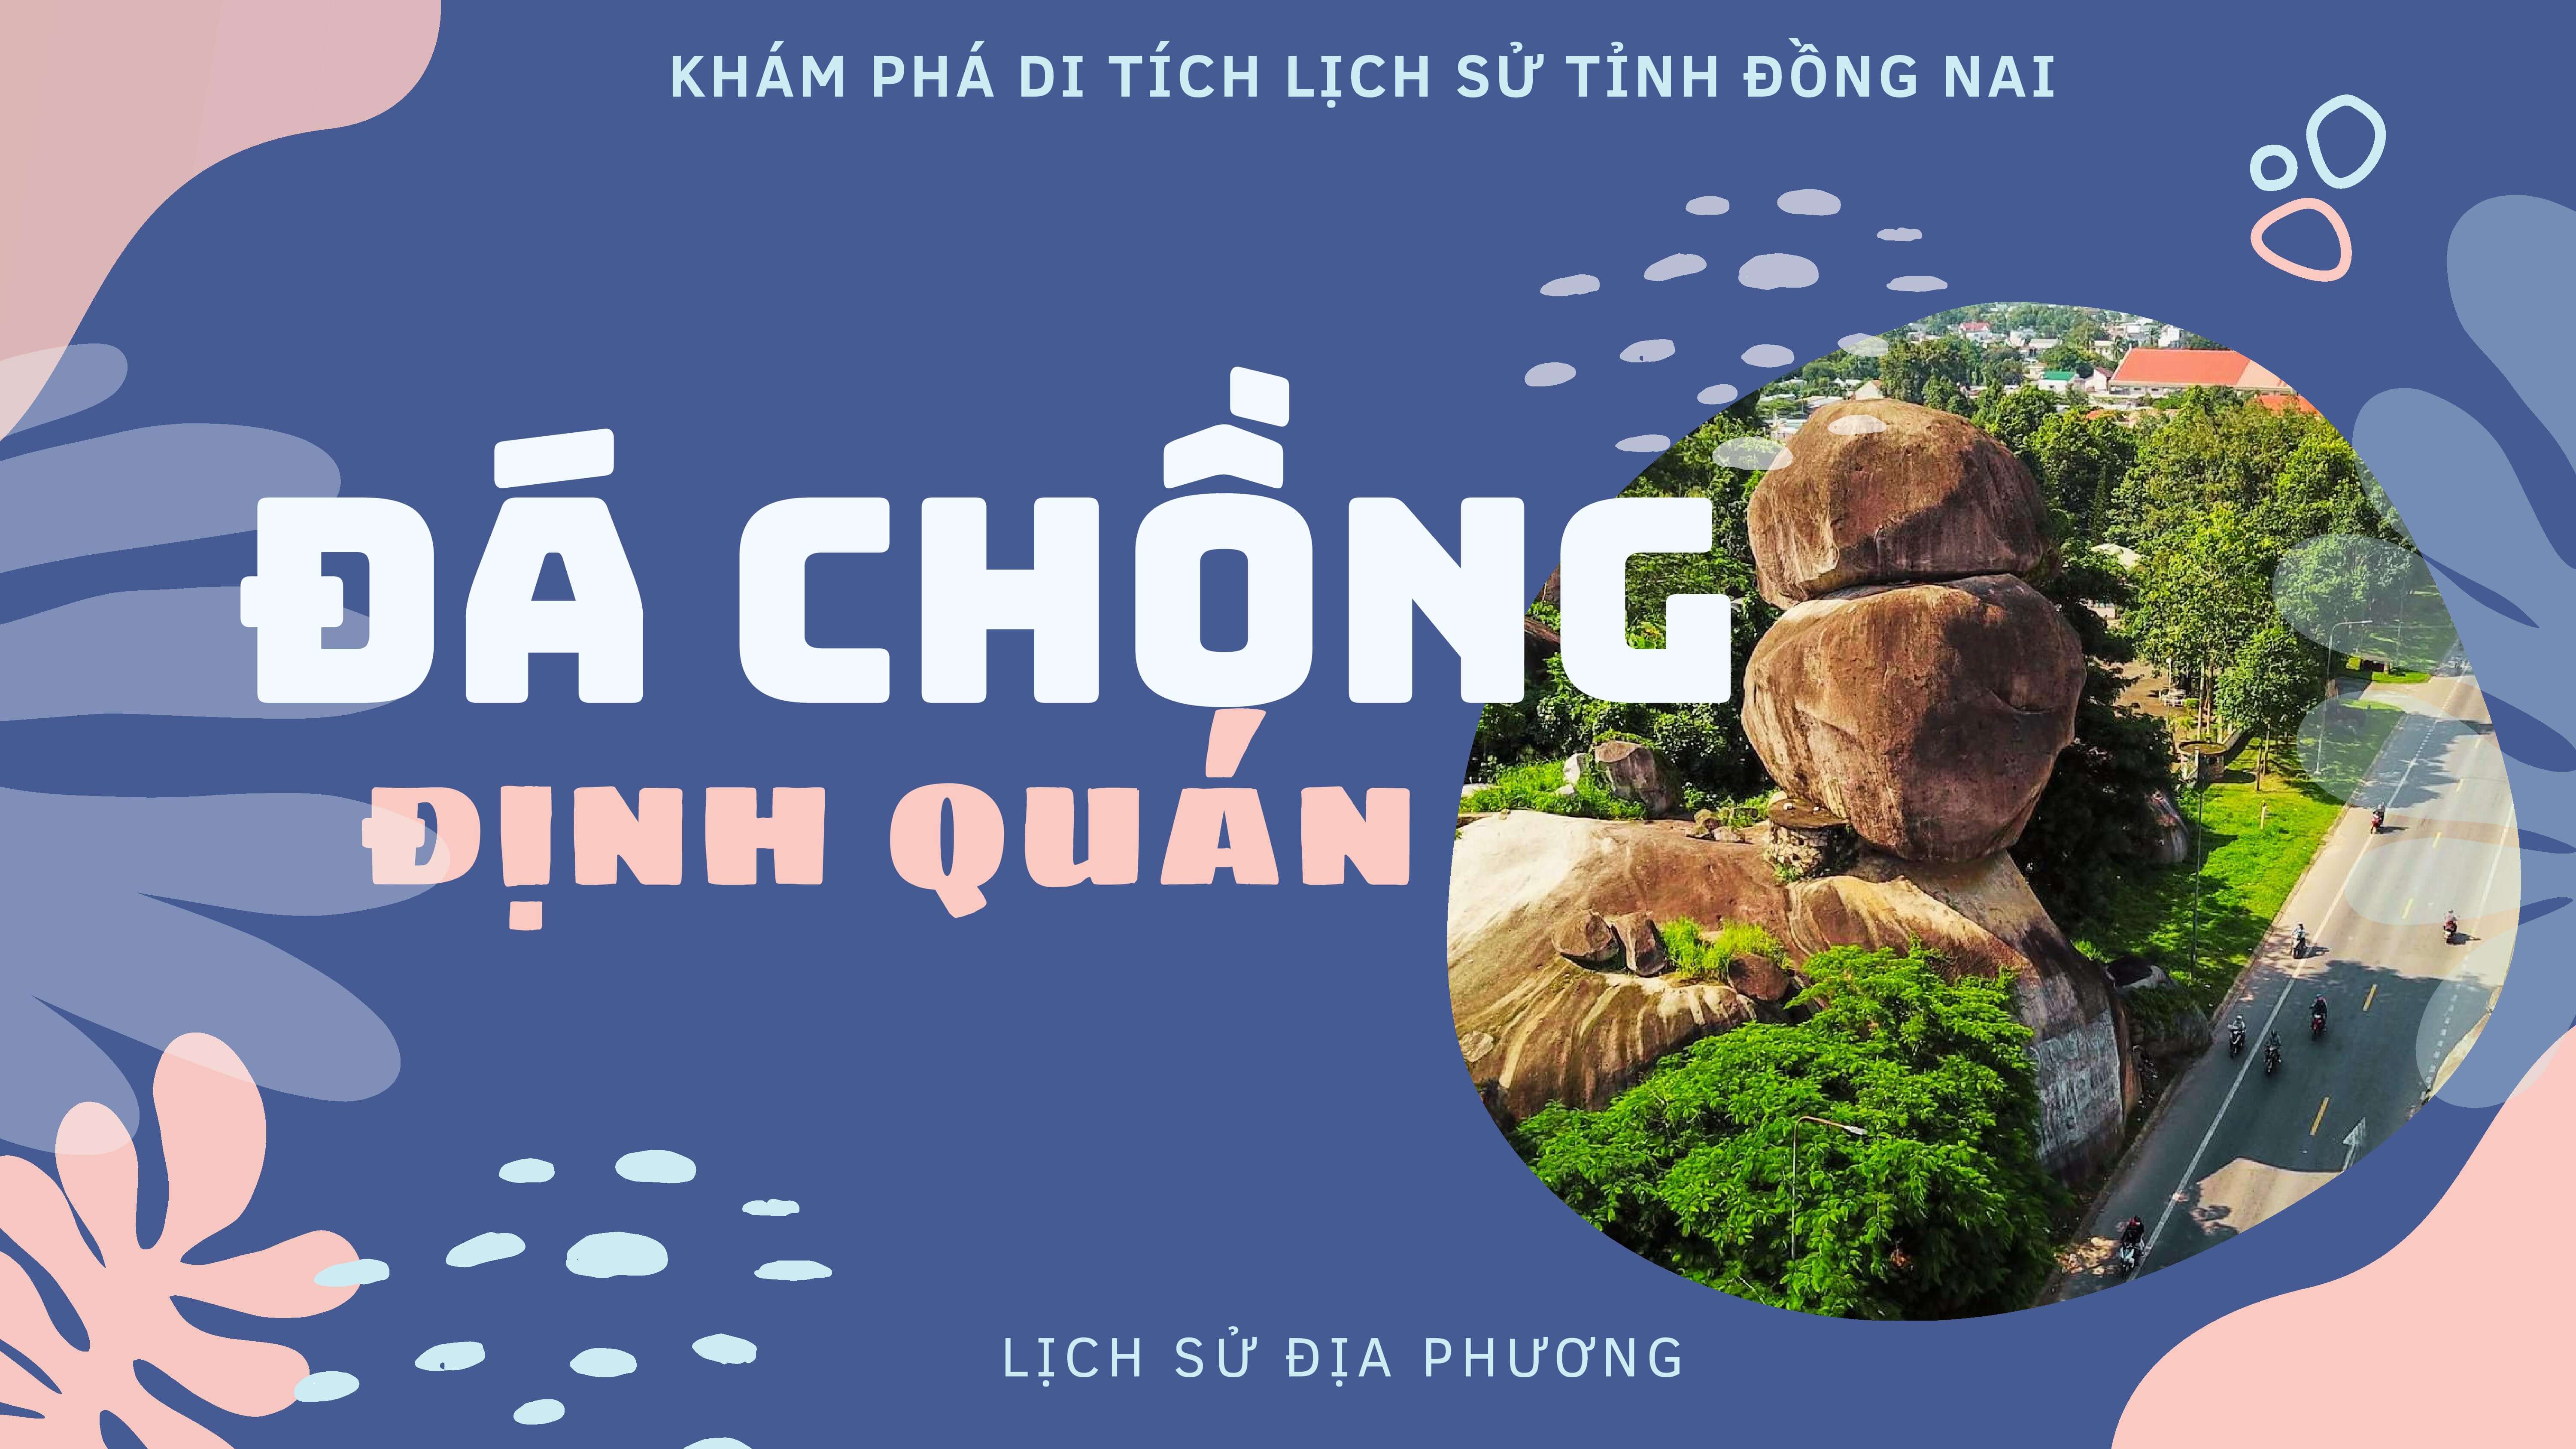 KHÁM PHÁ DI TÍCH LỊCH SỬ TỈNH ĐỒNG NAI
ĐÁ CHỒNG
ĐỊNH QUÁN
LỊCH SỬ ĐỊA PHƯƠNG